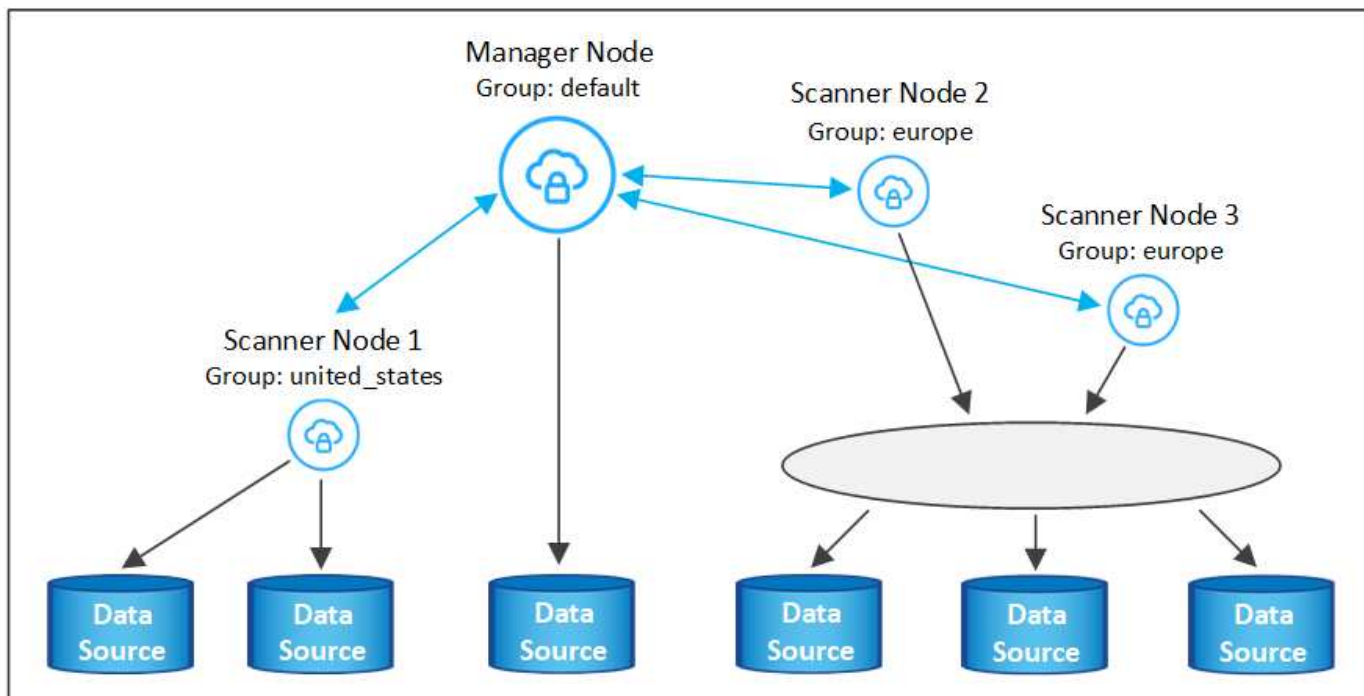 Manager Node
Group: default
Scanner Node 2
Group: europe
Scanner Node 3
Group: europe
Scanner Node 1
Group: united_states
Data
Source
Data
Source
Data
Source
Data
Source
Data
Source
Data
Source